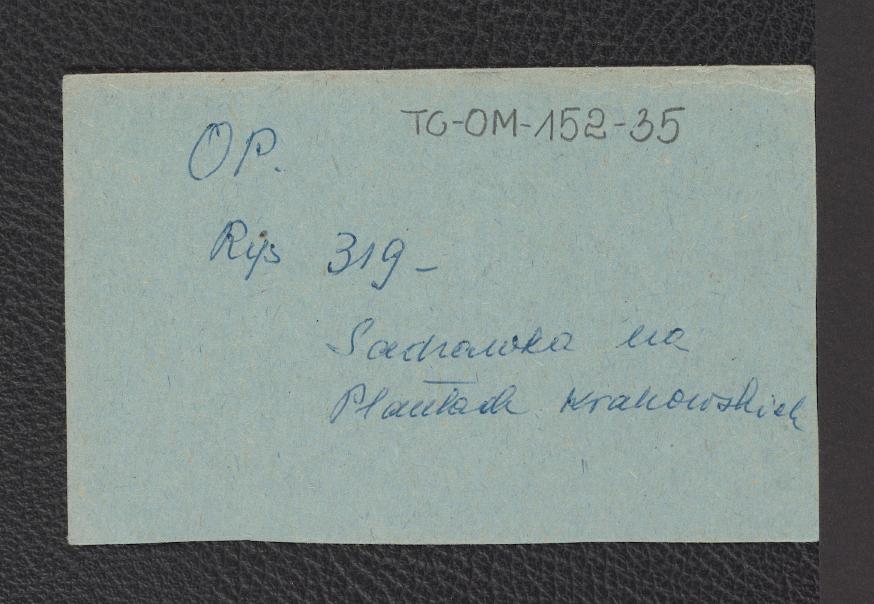 TG-OM-152-35
OP.
Rys 319-
Sadzawka na
Plantach Krakowskich